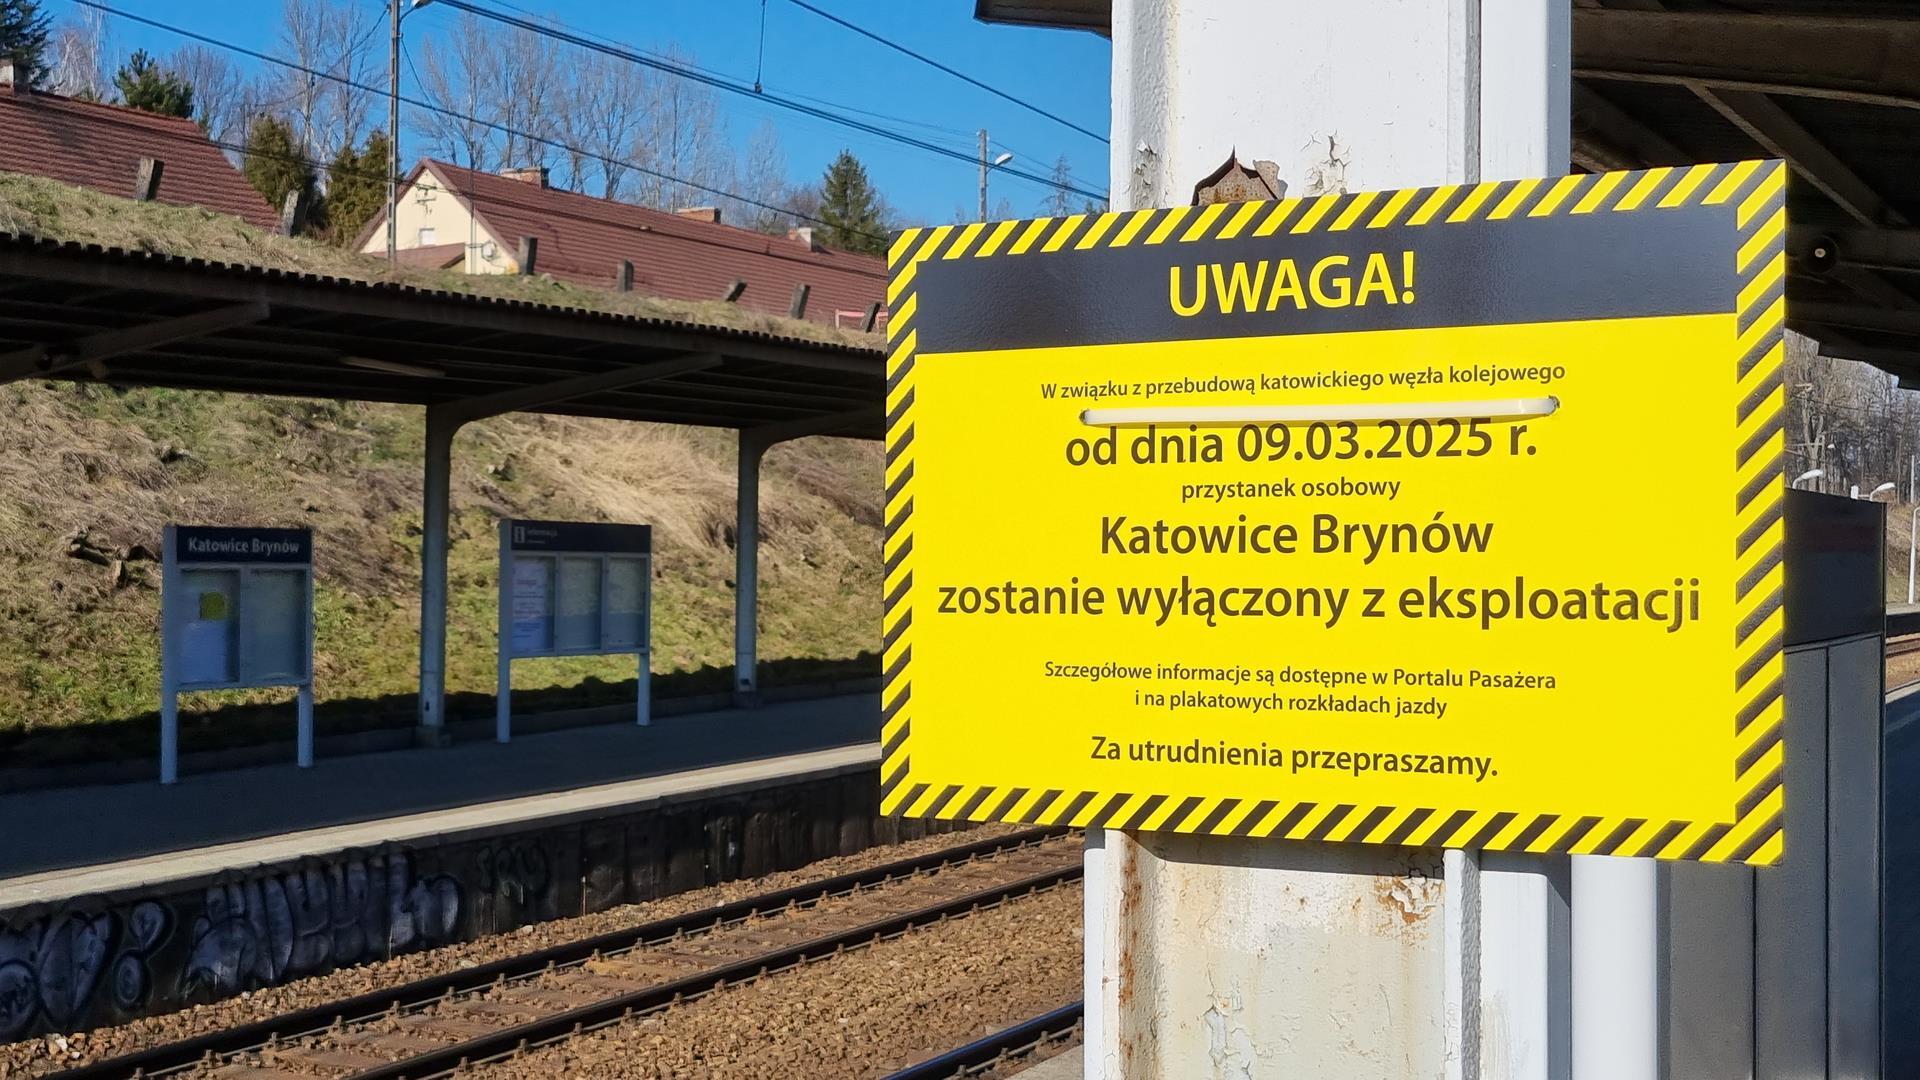 UWAGA!
W związku z przebudową katowickiego węzła kolejowego
od dnia 09.03.2025 r.
przystanek osobowy
Katowice Brynów
zostanie wyłączony z eksploatacji
Szczegółowe informacje są dostępne w Portalu Pasażera
i na plakatowych rozkładach jazdy
Za utrudnienia przepraszamy.
Katowice Brynów
i informacja